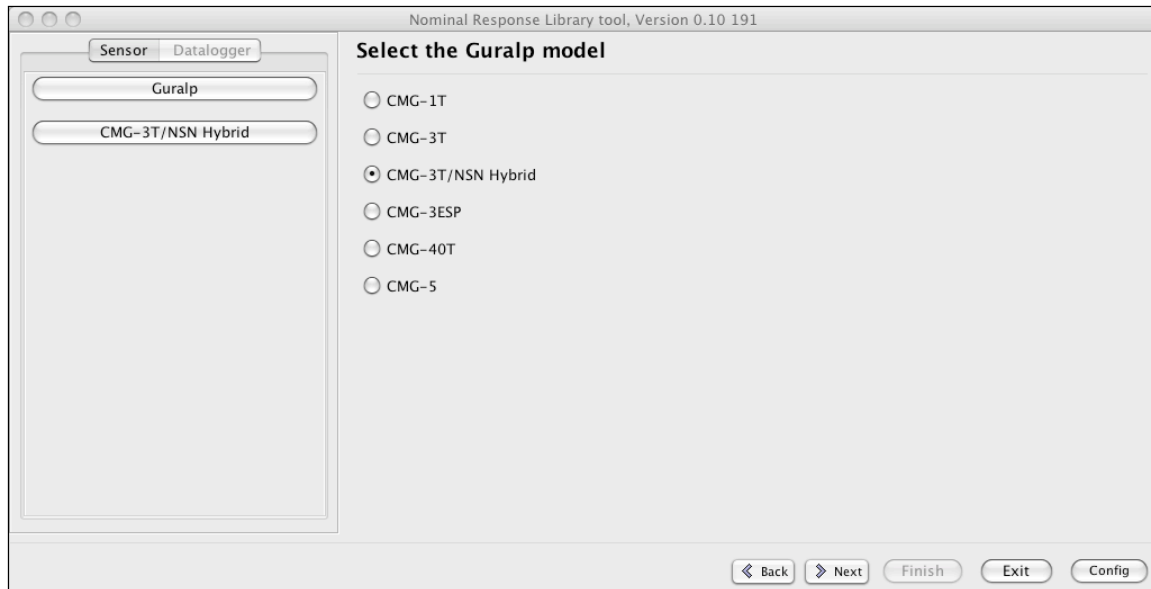 Nominal Response Library tool, Version 0.10 191
Sensor Datalogger
Guralp
CMG-3T/NSN Hybrid
Select the Guralp model
CMG-1T
CMG-3T
CMG-3T/NSN Hybrid
CMG-3ESP
CMG-40T
CMG-5
Back Next Finish Exit Config